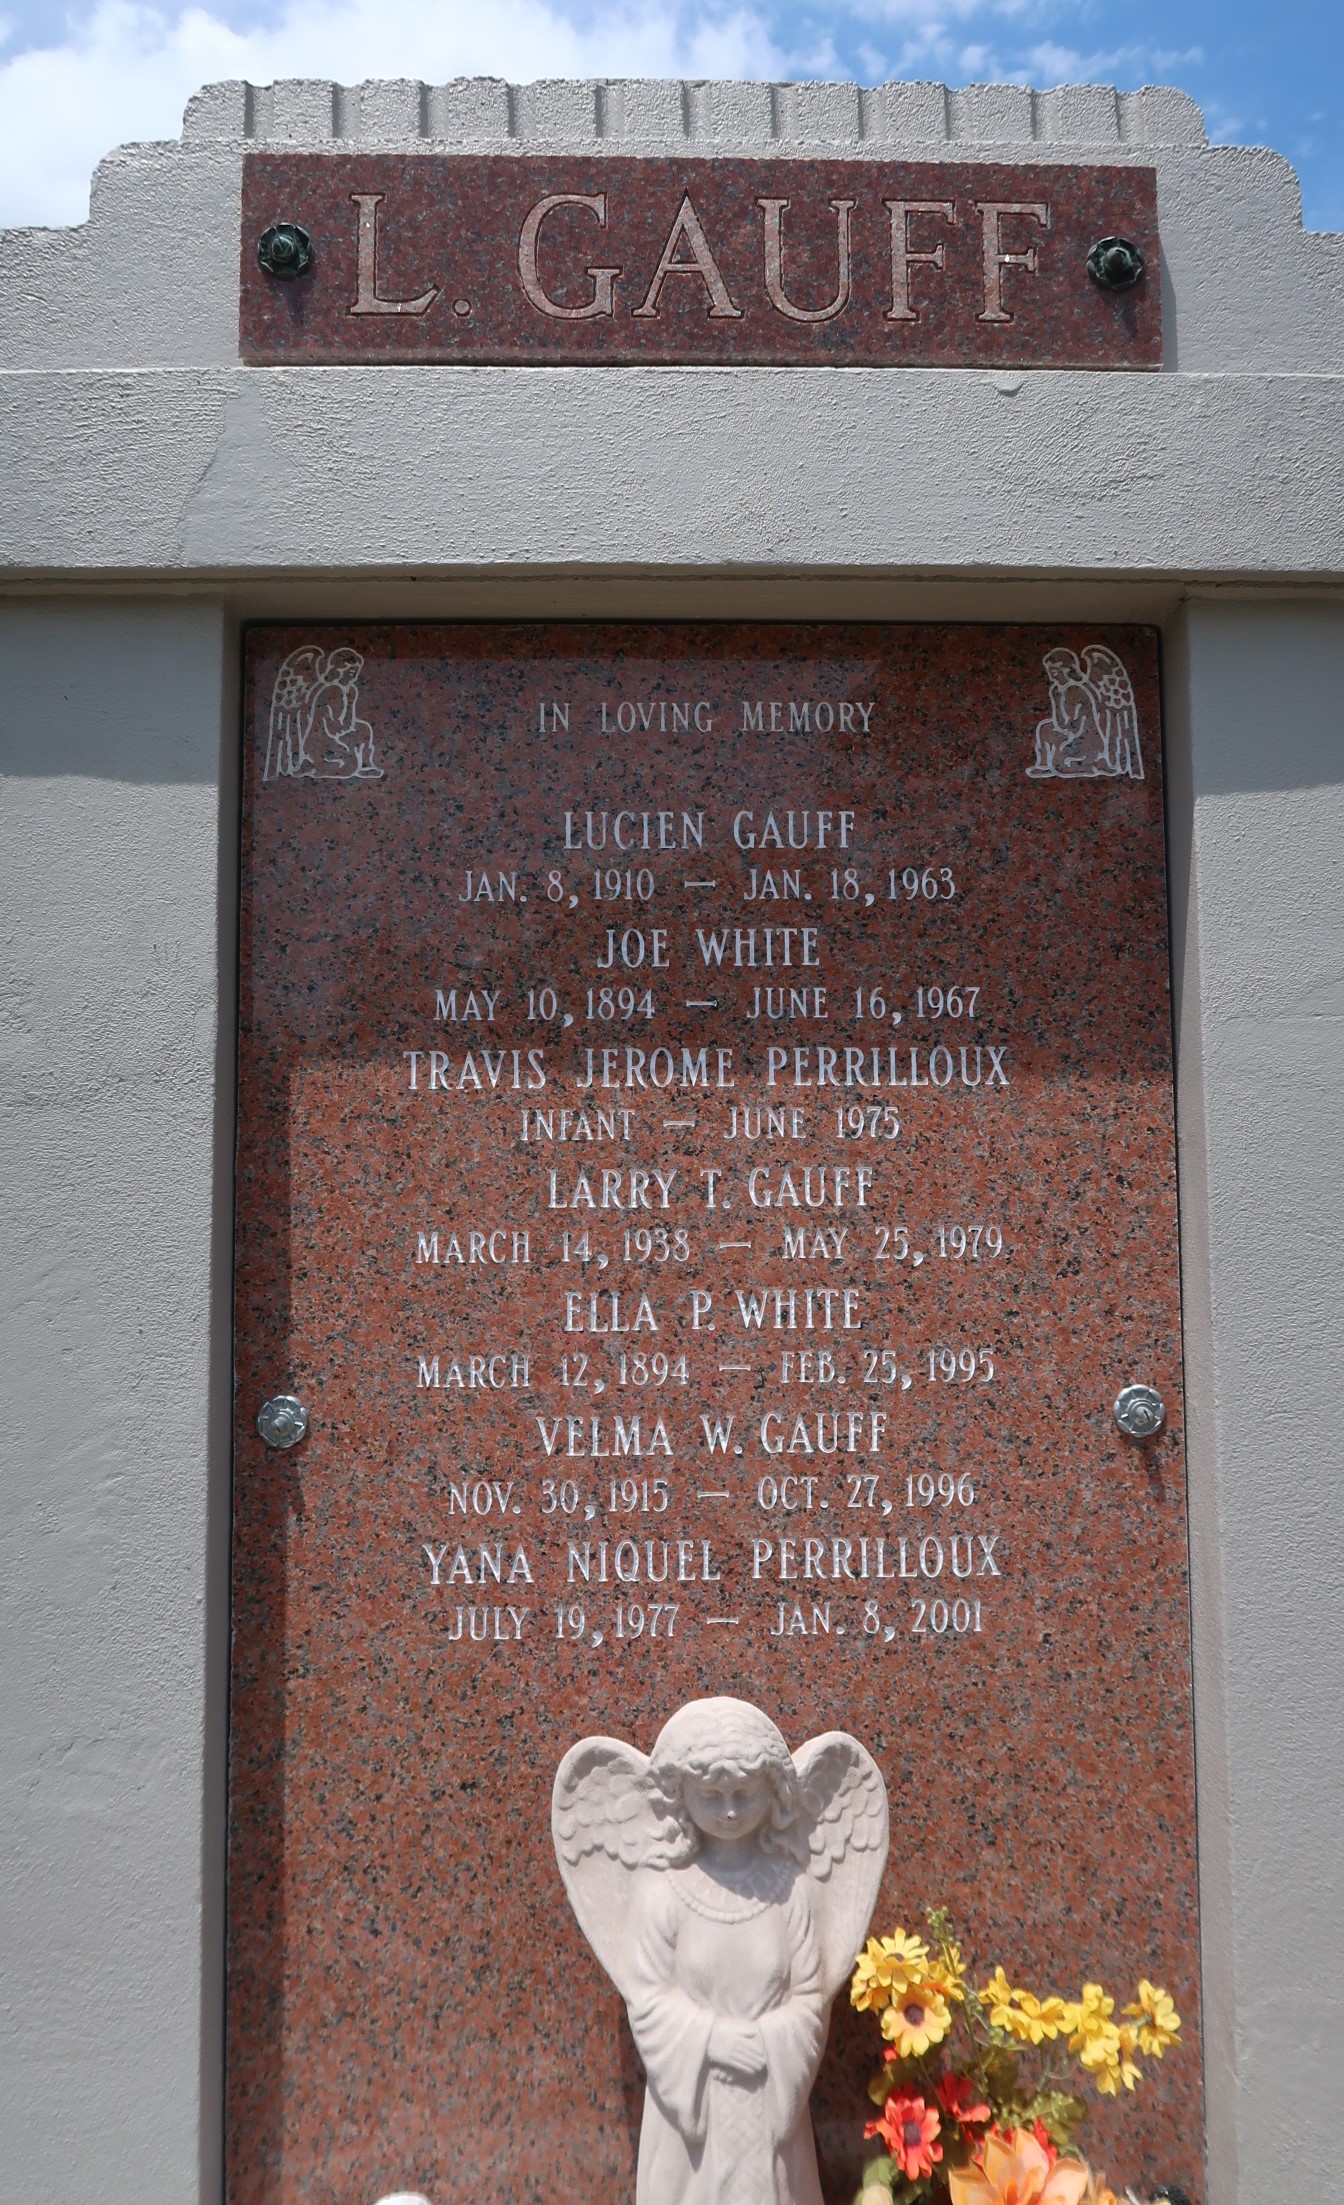 L. GAUFF
IN LOVING MEMORY
LUCIEN GAUFF
JAN. 8, 1910 — JAN. 18, 1963
JOE WHITE
MAY 10, 1894 — JUNE 16, 1967
TRAVIS JEROME PERRILLOUX
INFANT — JUNE 1975
LARRY T. GAUFF
MARCH 14, 1938 — MAY 25, 1979
ELLA P. WHITE
MARCH 12, 1894 — FEB. 25, 1995
VELMA W. GAUFF
NOV. 30, 1915 — OCT. 27, 1996
YANA NIQUEL PERRILLOUX
JULY 19, 1977 — JAN. 8, 2001